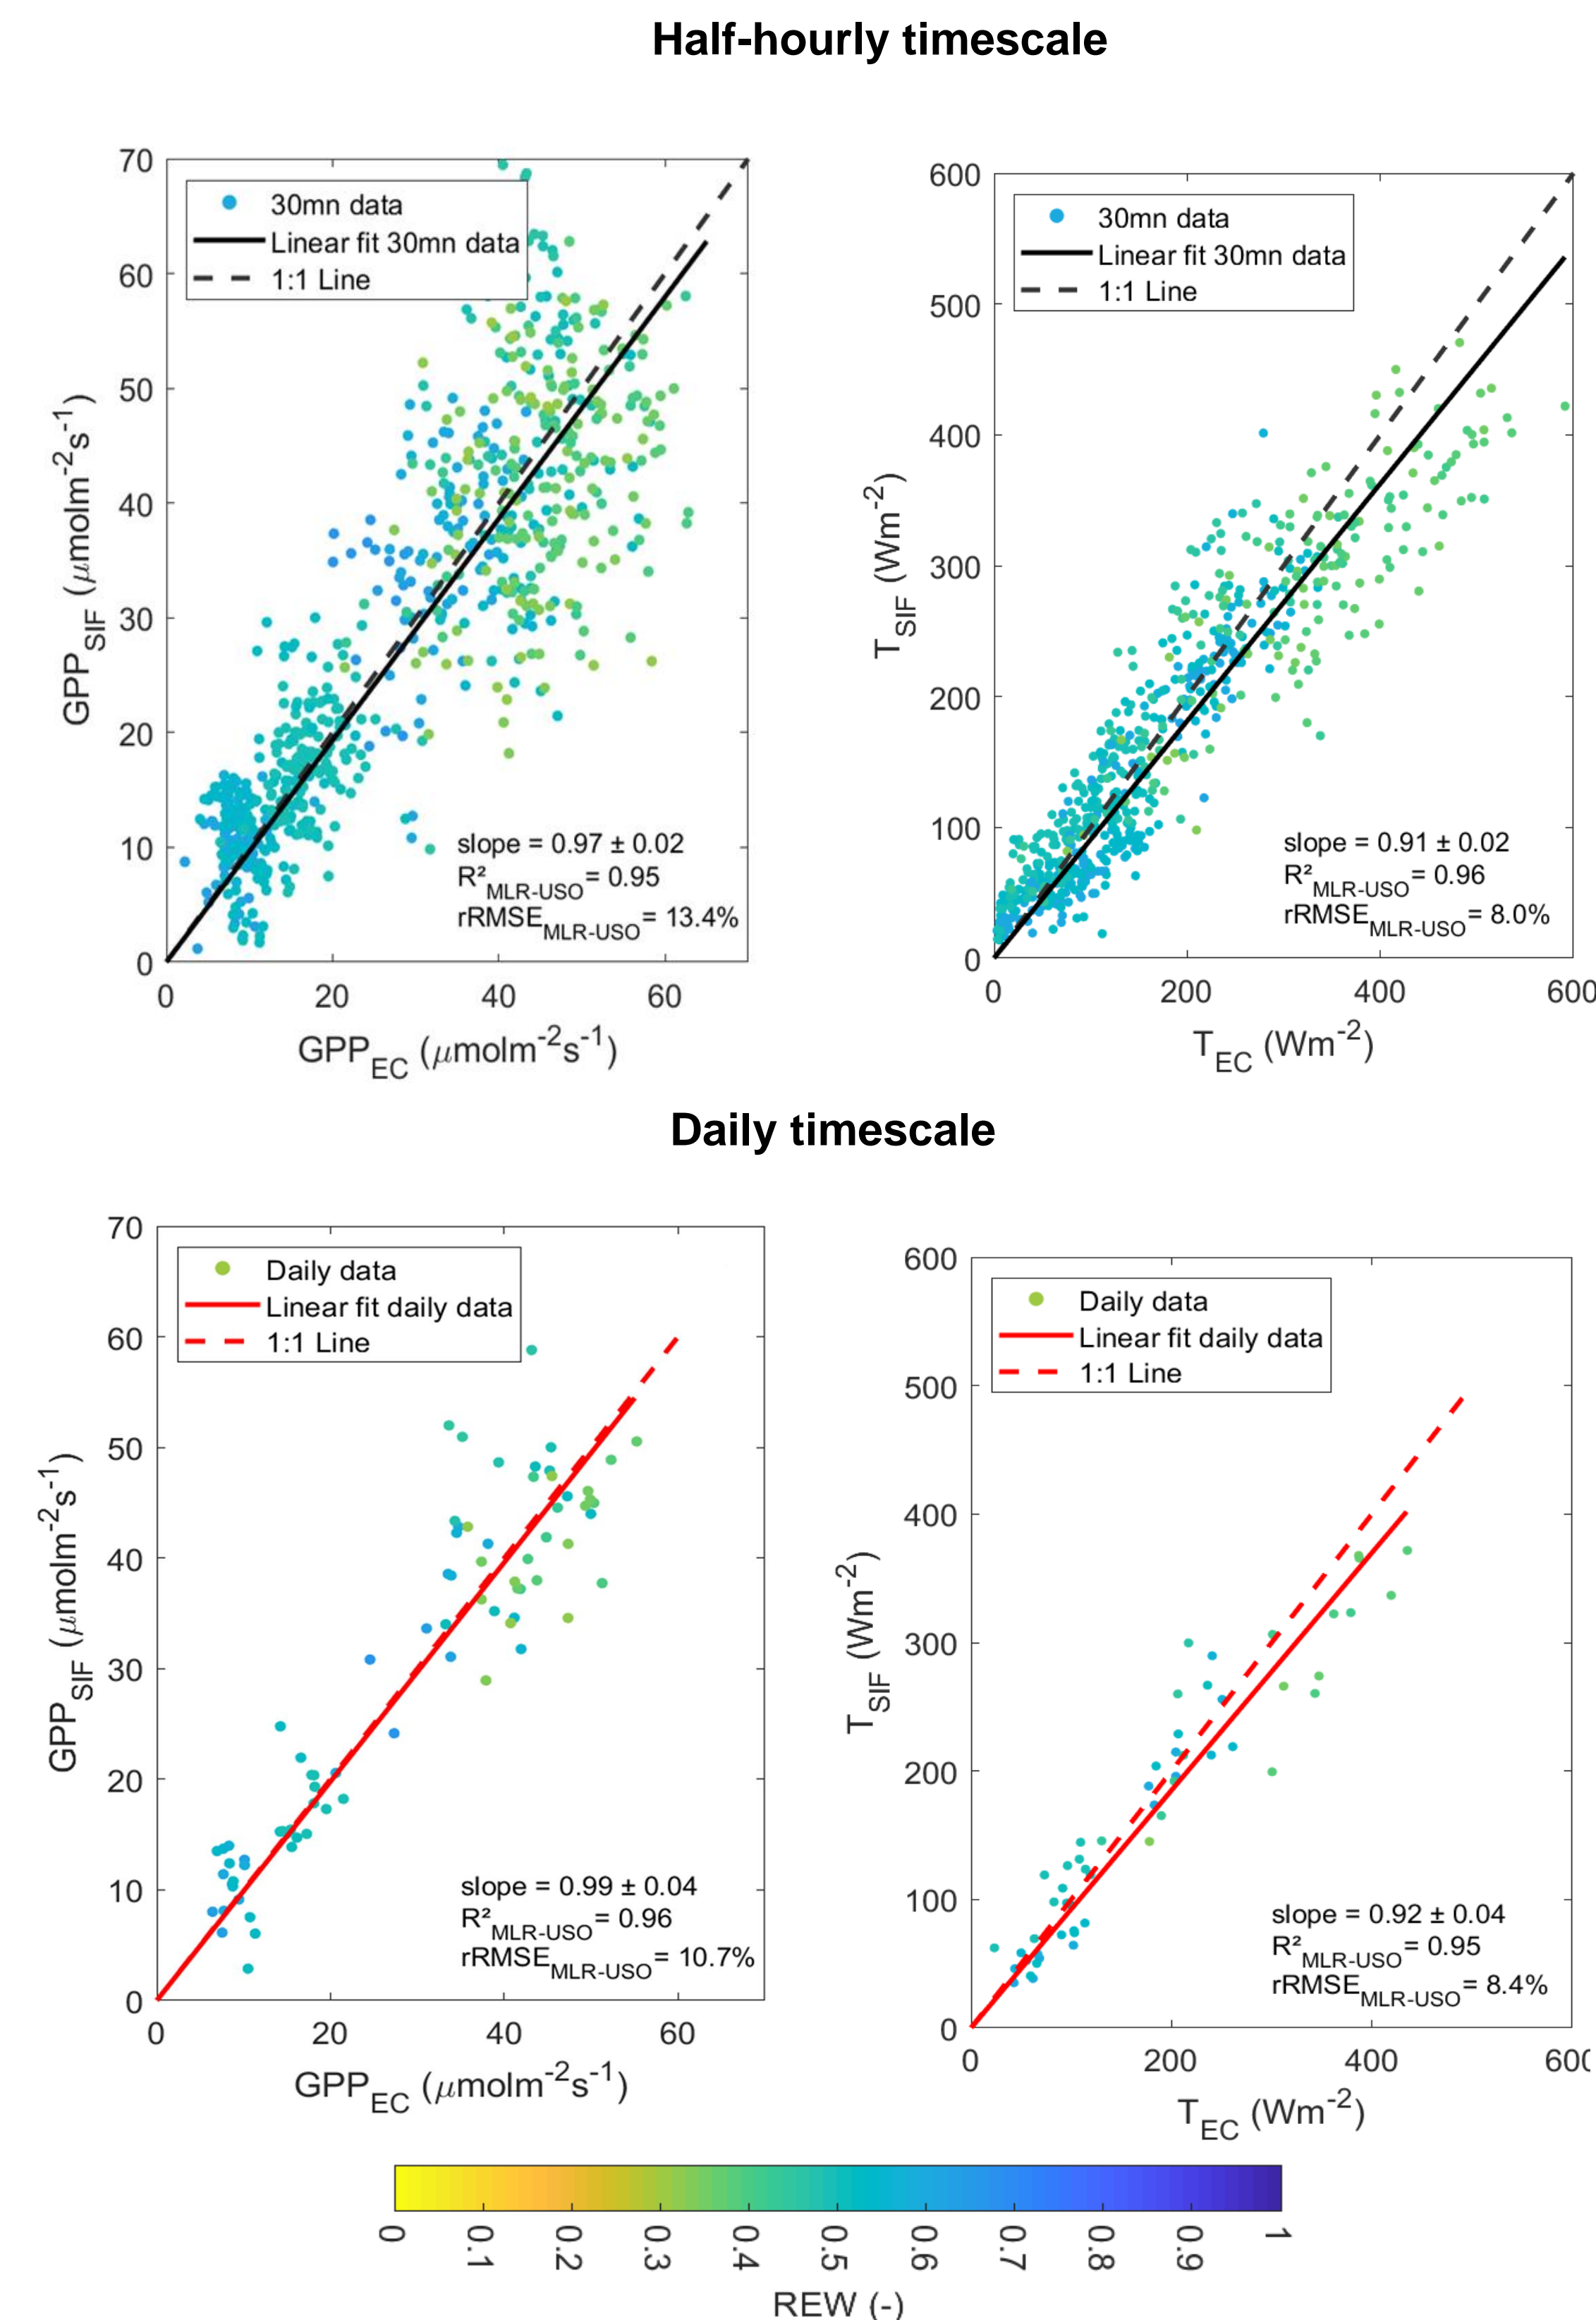 Half-hourly timescale
70
60
50
40
30
20
10
0
0
20
40
60
GPP_SIF (μmolm^-2s^-1)
GPP_EC (μmolm^-2s^-1)
30mn data
Linear fit 30mn data
1:1 Line
slope = 0.97 ± 0.02
R²_MLR-USO = 0.95
rRMSE_MLR-USO = 13.4%
600
500
400
300
200
100
0
0
200
400
600
T_SIF (Wm^-2)
T_EC (Wm^-2)
30mn data
Linear fit 30mn data
1:1 Line
slope = 0.91 ± 0.02
R²_MLR-USO = 0.96
rRMSE_MLR-USO = 8.0%
Daily timescale
70
60
50
40
30
20
10
0
0
20
40
60
GPP_SIF (μmolm^-2s^-1)
GPP_EC (μmolm^-2s^-1)
Daily data
Linear fit daily data
1:1 Line
slope = 0.99 ± 0.04
R²_MLR-USO = 0.96
rRMSE_MLR-USO = 10.7%
600
500
400
300
200
100
0
0
200
400
600
T_SIF (Wm^-2)
T_EC (Wm^-2)
Daily data
Linear fit daily data
1:1 Line
slope = 0.92 ± 0.04
R²_MLR-USO = 0.95
rRMSE_MLR-USO = 8.4%
0
0.1
0.2
0.3
0.4
0.5
0.6
0.7
0.8
0.9
1
REW (-)